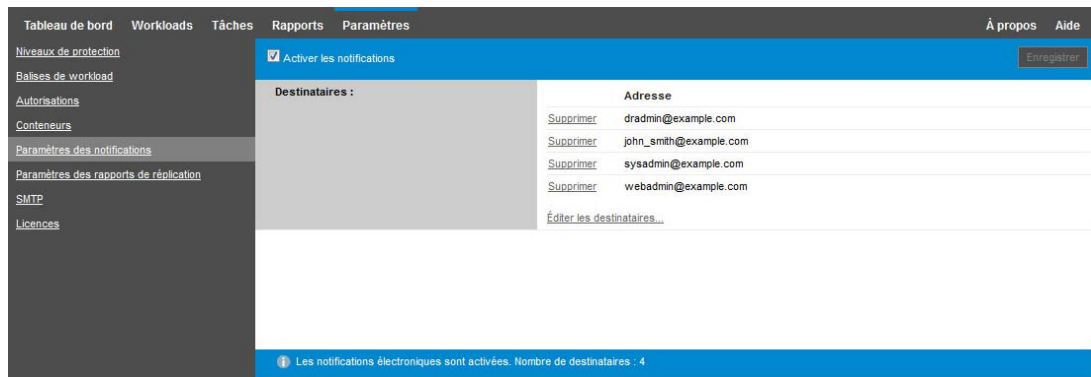 Tableau de bord Workloads Tâches Rapports Paramètres À propos Aide
Niveaux de protection
Balises de workload
Autorisations
Conteneurs
Paramètres des notifications
Paramètres des rapports de réplication
SMTP
Licences
Activer les notifications Enregistrer
Destinataires :
Adresse
Supprimer dradmin@example.com
Supprimer john_smith@example.com
Supprimer sysadmin@example.com
Supprimer webadmin@example.com
Éditer les destinataires...
Les notifications électroniques sont activées. Nombre de destinataires : 4